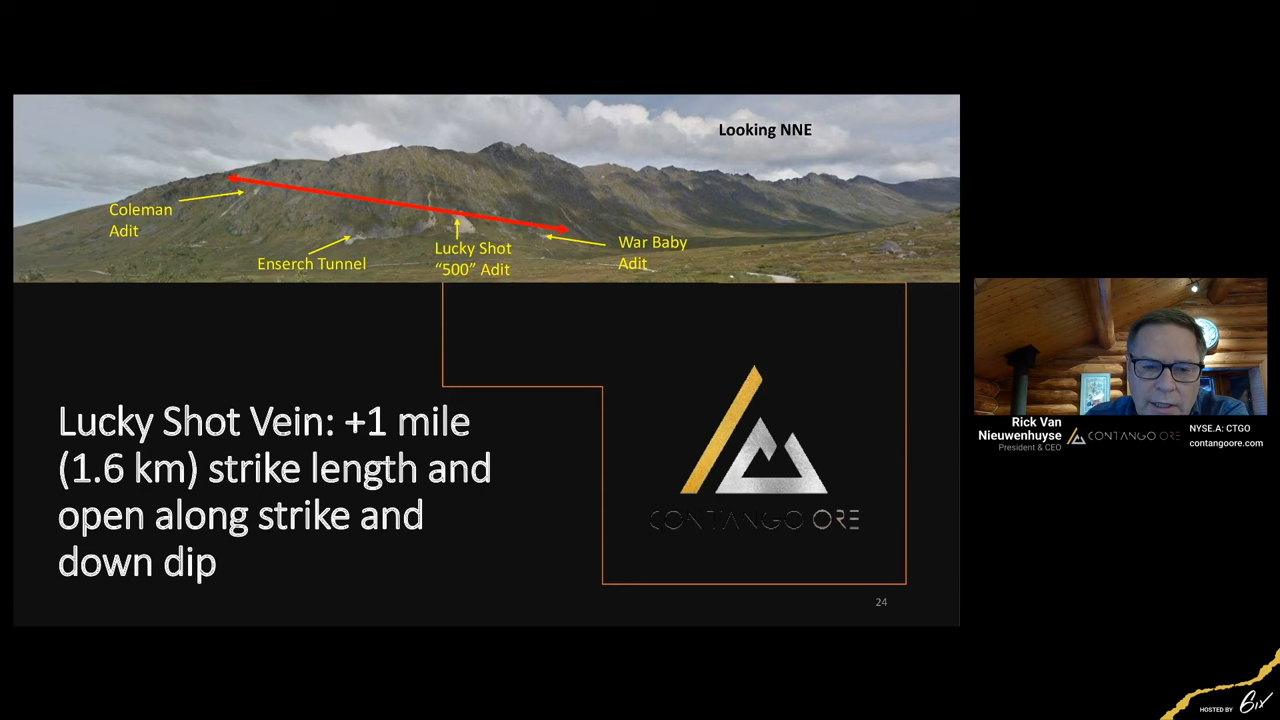 Looking NNE
Coleman
Adit
Enserch Tunnel
Lucky Shot
“500” Adit
War Baby
Adit
Lucky Shot Vein: +1 mile
(1.6 km) strike length and
open along strike and
down dip
CONTANGO ORE
24
Rick Van
Nieuwenhuyse
President & CEO
CONTANGO ORE
NYSE.A: CTGO
contangoore.com
HOSTED BY 6ix